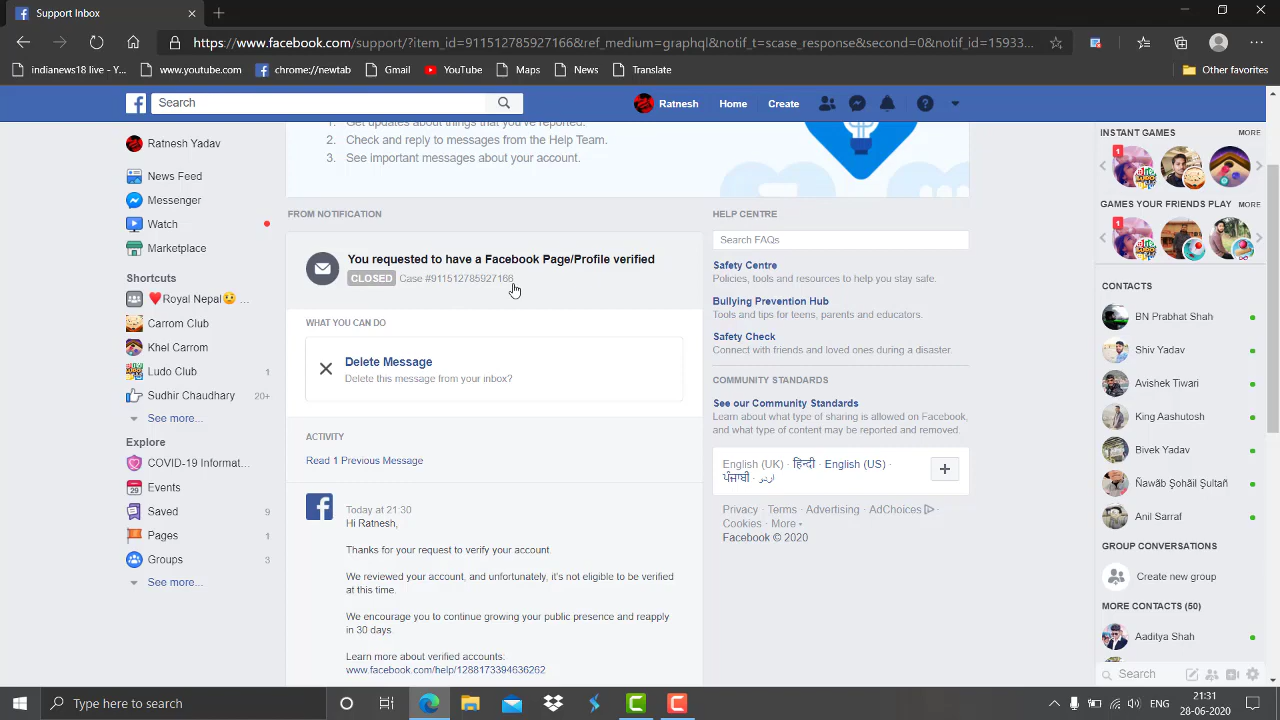 Support Inbox
https://www.facebook.com/support/?item_id=911512785927166&ref_medium=graphql&notif_t=scase_response&second=0&notif_id=15933...
indianews18 live - Y...
www.youtube.com
chrome://newtab
Gmail
YouTube
Maps
News
Translate
Other favorites
Search
Ratnesh
Home
Create
Ratnesh Yadav
News Feed
Messenger
Watch
Marketplace
Shortcuts
❤️Royal Nepal😢 ...
Carrom Club
Khel Carrom
Ludo Club 1
Sudhir Chaudhary 20+
See more...
Explore
COVID-19 Informat...
Events
Saved 9
Pages 1
Groups 3
See more...
1. Get updates about things that you've reported.
2. Check and reply to messages from the Help Team.
3. See important messages about your account.
FROM NOTIFICATION
You requested to have a Facebook Page/Profile verified
CLOSED Case #911512785927166
WHAT YOU CAN DO
Delete Message
Delete this message from your inbox?
ACTIVITY
Read 1 Previous Message
Today at 21:30
Hi Ratnesh,
Thanks for your request to verify your account.
We reviewed your account, and unfortunately, it's not eligible to be verified
at this time.
We encourage you to continue growing your public presence and reapply
in 30 days.
Learn more about verified accounts:
www.facebook.com/help/1288173394636262
HELP CENTRE
Search FAQs
Safety Centre
Policies, tools and resources to help you stay safe.
Bullying Prevention Hub
Tools and tips for teens, parents and educators.
Safety Check
Connect with friends and loved ones during a disaster.
COMMUNITY STANDARDS
See our Community Standards
Learn about what type of sharing is allowed on Facebook,
and what type of content may be reported and removed.
English (UK) · हिन्दी · English (US) ·
ਪੰਜਾਬੀ · اردو
Privacy · Terms · Advertising · AdChoices
Cookies · More
Facebook © 2020
INSTANT GAMES MORE
1
GAMES YOUR FRIENDS PLAY MORE
1
CONTACTS
BN Prabhat Shah
Shiv Yadav
Avishek Tiwari
King Aashutosh
Bivek Yadav
Ñawãb Şohãil Şultañ
Anil Sarraf
GROUP CONVERSATIONS
Create new group
MORE CONTACTS (50)
Aaditya Shah
Search
Type here to search
ENG
21:31
28-06-2020